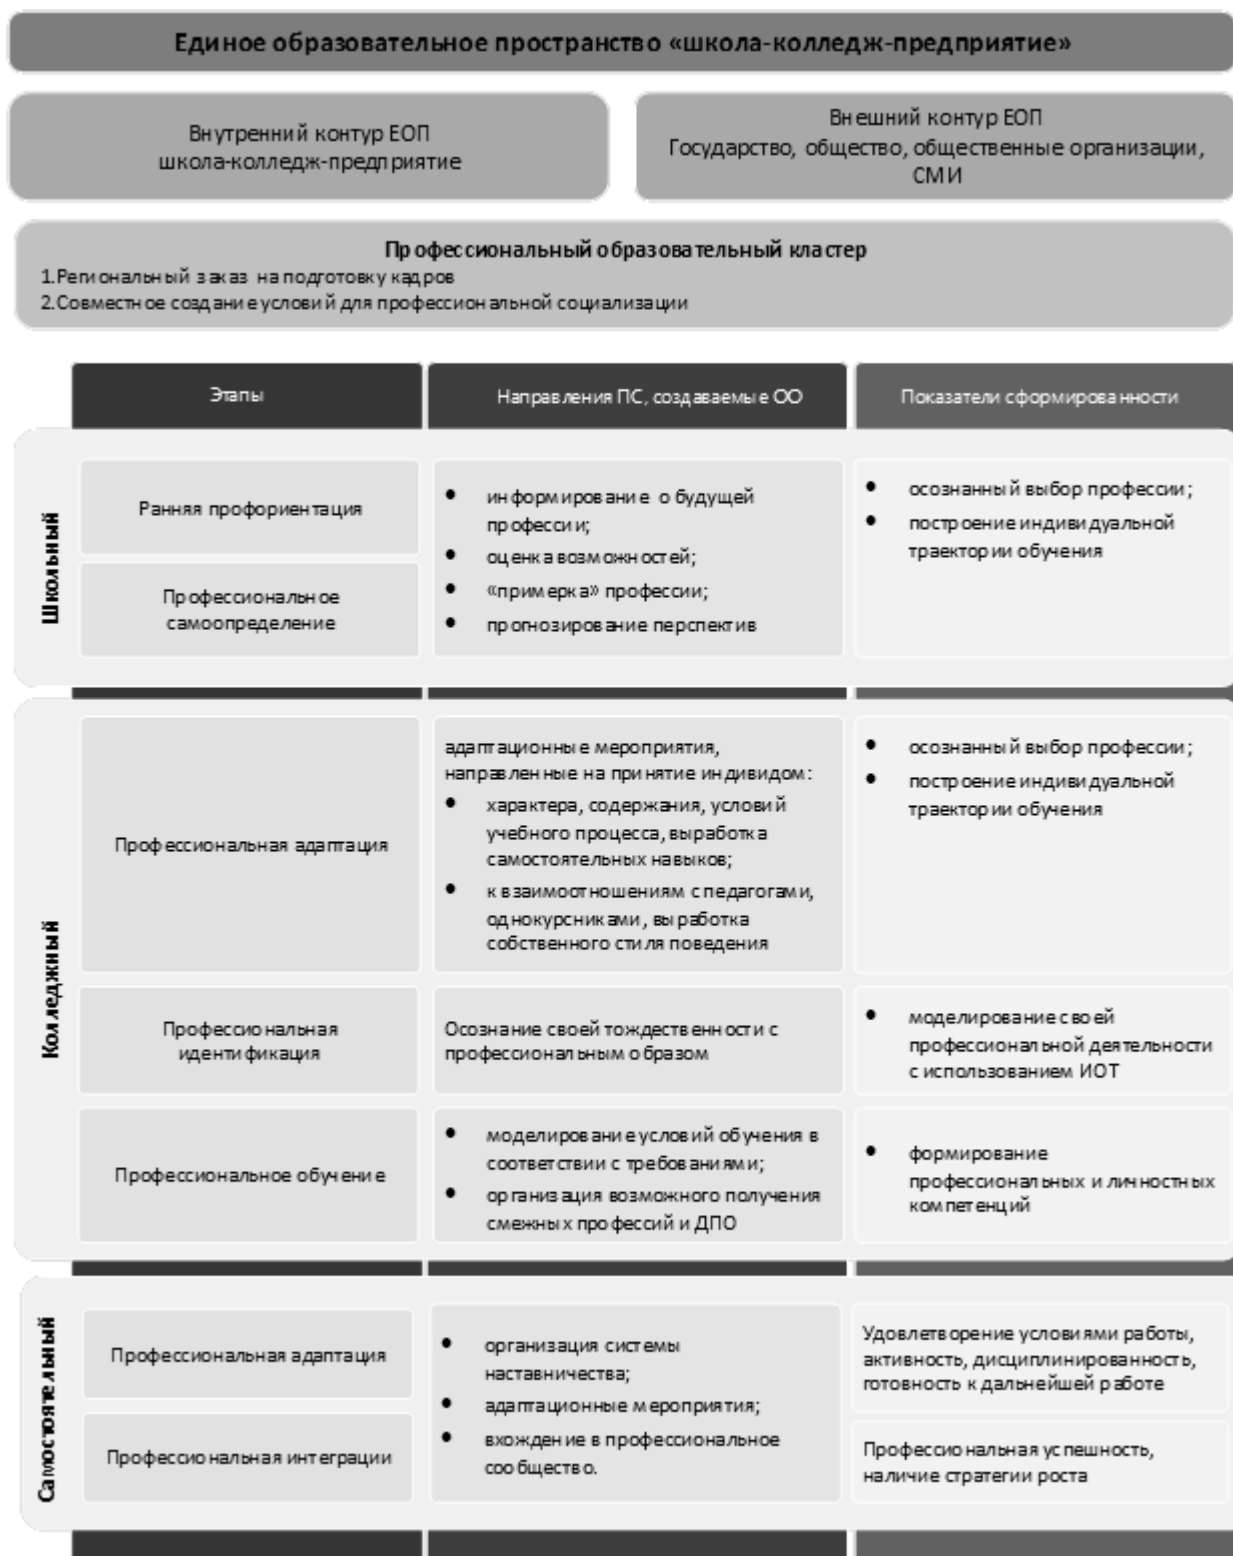 Единое образовательное пространство «школа-колледж-предприятие»
Внутренний контур ЕОП
школа-колледж-предприятие
Внешний контур ЕОП
Государство, общество, общественные организации,
СМИ
Профессиональный образовательный кластер
1.Региональный заказ на подготовку кадров
2.Совместное создание условий для профессиональной социализации
Этапы
Направления ПС, создаваемые ОО
Показатели сформированности
Школьный
Ранняя профориентация
Профессиональное
самоопределение
• информирование о будущей
профессии;
• оценка возможностей;
• «примерка» профессии;
• прогнозирование перспектив
• осознанный выбор профессии;
• построение индивидуальной
траектории обучения
Колледжный
Профессиональная адаптация
адаптационные мероприятия,
направленные на принятие индивидом:
• характера, содержания, условий
учебного процесса, выработка
самостоятельных навыков;
• к взаимоотношениям с педагогами,
однокурсниками, выработка
собственного стиля поведения
• осознанный выбор профессии;
• построение индивидуальной
траектории обучения
Профессиональная
идентификация
Осознание своей тождественности с
профессиональным образом
• моделирование своей
профессиональной деятельности
с использованием ИОТ
Профессиональное обучение
• моделирование условий обучения в
соответствии с требованиями;
• организация возможного получения
смежных профессий и ДПО
• формирование
профессиональных и личностных
компетенций
Самостоятельный
Профессиональная адаптация
Профессиональная интеграции
• организация системы
наставничества;
• адаптационные мероприятия;
• вхождение в профессиональное
сообщество.
Удовлетворение условиями работы,
активность, дисциплинированность,
готовность к дальнейшей работе
Профессиональная успешность,
наличие стратегии роста